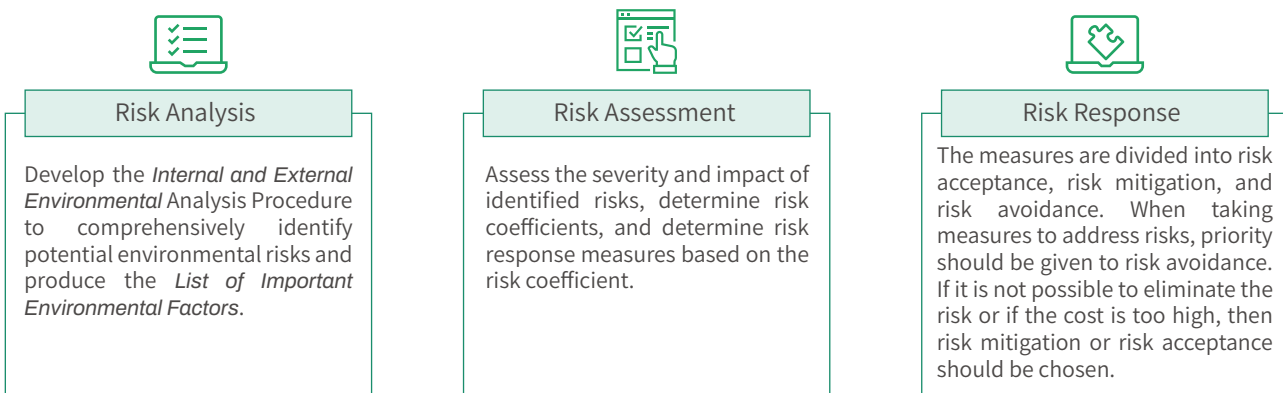 Risk Analysis
Develop the Internal and External
Environmental Analysis Procedure
to comprehensively identify
potential environmental risks and
produce the List of Important
Environmental Factors.
Risk Assessment
Assess the severity and impact of
identified risks, determine risk
coefficients, and determine risk
response measures based on the
risk coefficient.
Risk Response
The measures are divided into risk
acceptance, risk mitigation, and
risk avoidance. When taking
measures to address risks, priority
should be given to risk avoidance.
If it is not possible to eliminate the
risk or if the cost is too high, then
risk mitigation or risk acceptance
should be chosen.